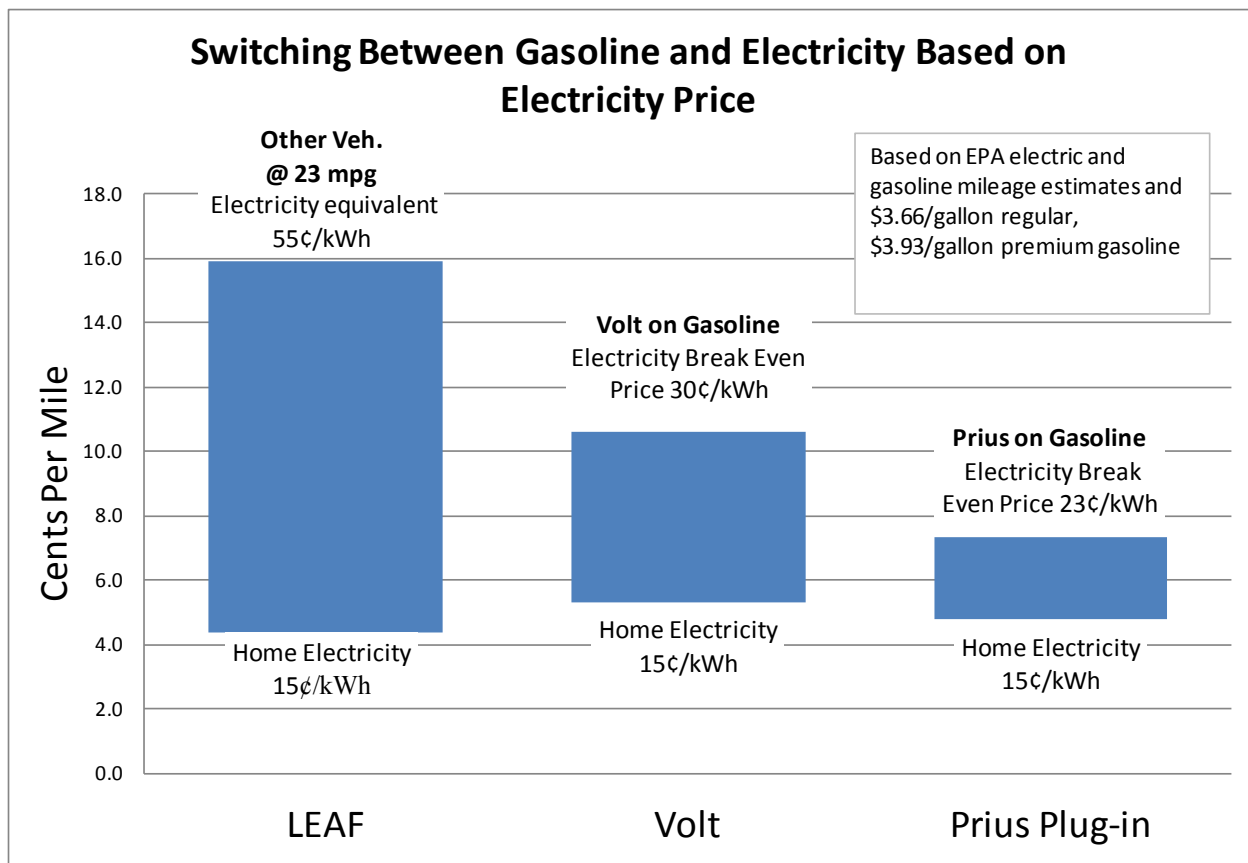 Switching Between Gasoline and Electricity Based on
Electricity Price
Other Veh.
@ 23 mpg
Electricity equivalent
55¢/kWh
Based on EPA electric and
gasoline mileage estimates and
$3.66/gallon regular,
$3.93/gallon premium gasoline
Volt on Gasoline
Electricity Break Even
Price 30¢/kWh
Prius on Gasoline
Electricity Break
Even Price 23¢/kWh
Home Electricity
15¢/kWh
Home Electricity
15¢/kWh
Home Electricity
15¢/kWh
Cents Per Mile
18.0
16.0
14.0
12.0
10.0
8.0
6.0
4.0
2.0
0.0
LEAF
Volt
Prius Plug-in